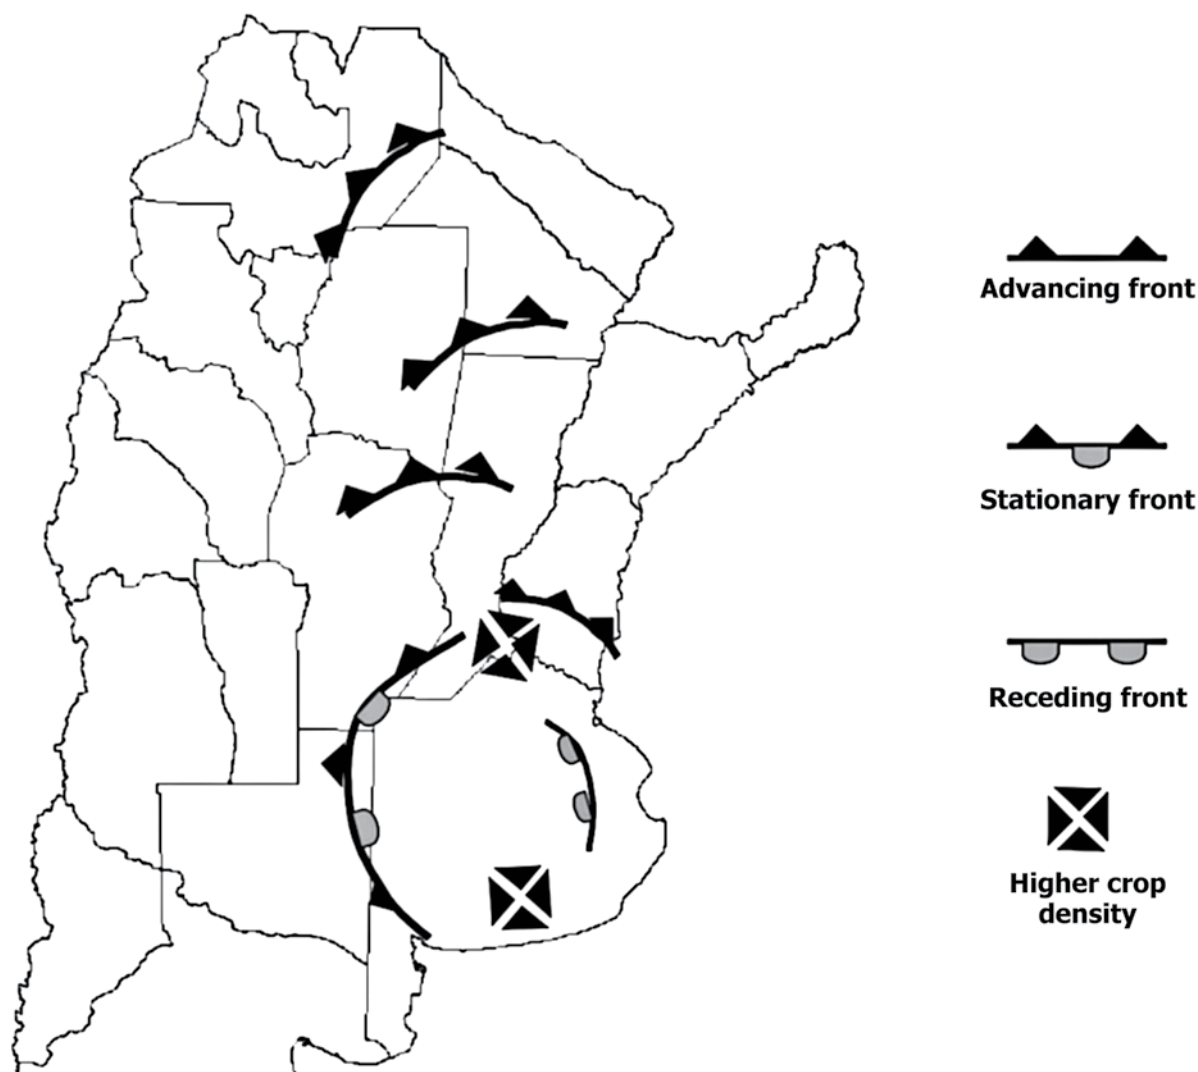 Advancing front
Stationary front
Receding front
Higher crop
density